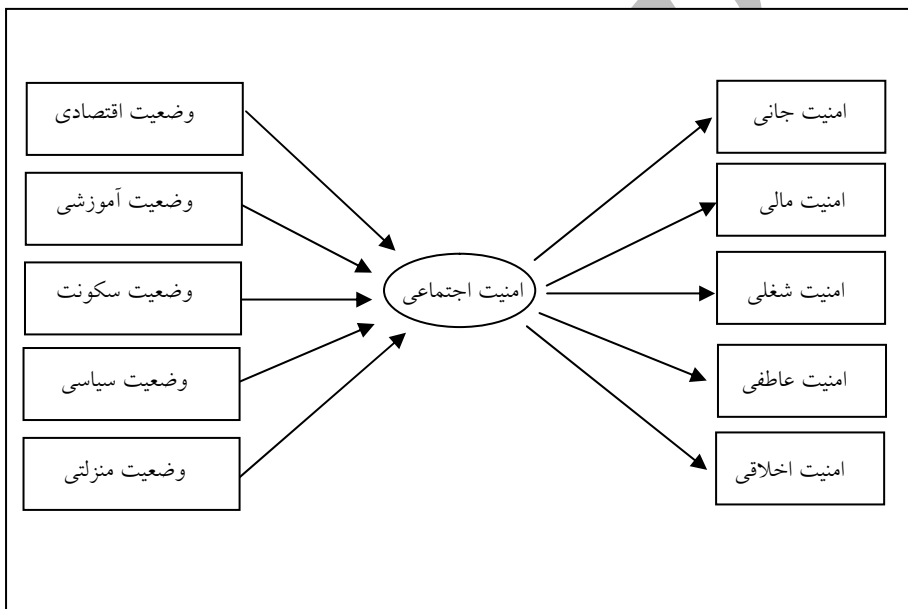 وضعیت اقتصادی
وضعیت آموزشی
وضعیت سکونت
وضعیت سیاسی
وضعیت منزلتی
امنیت اجتماعی
امنیت جانی
امنیت مالی
امنیت شغلی
امنیت عاطفی
امنیت اخلاقی